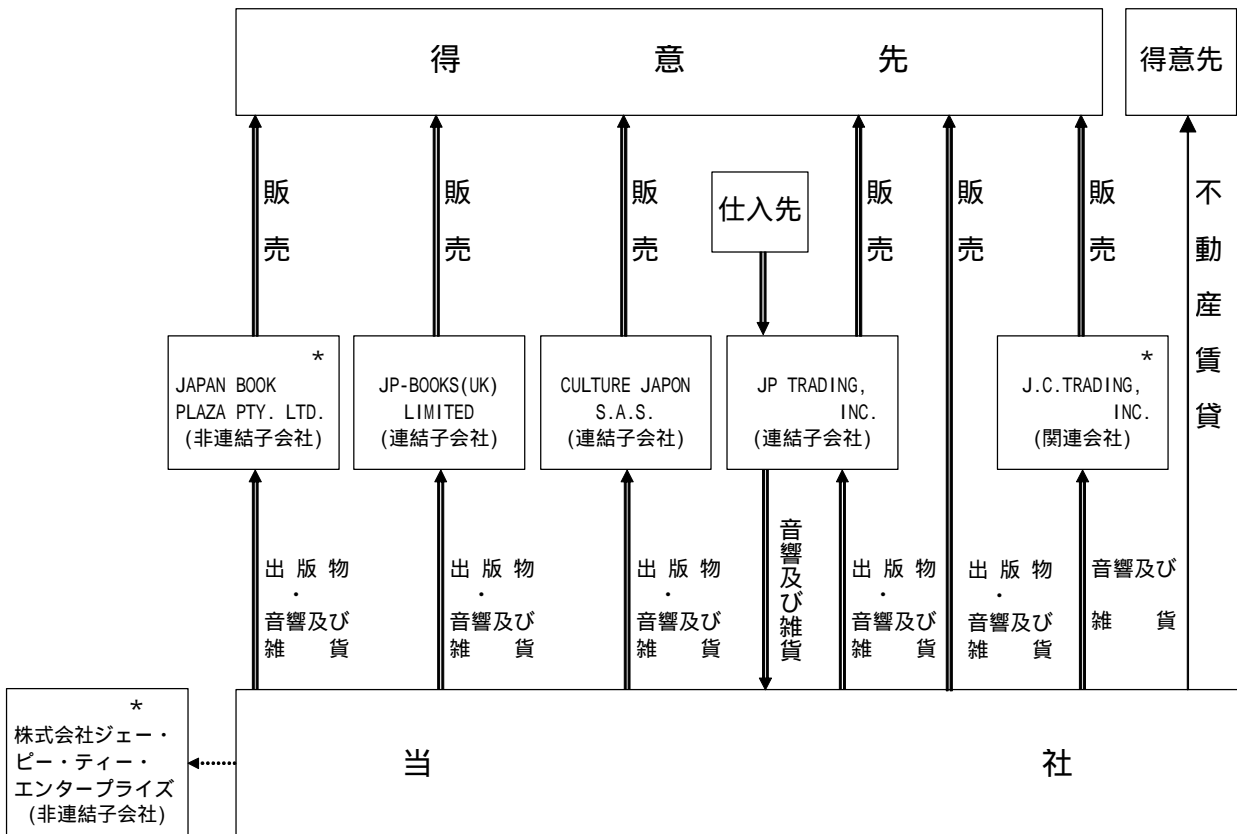 得意先
得意先
販売
販売
販売
仕入先
販売
販売
販売
不動産賃貸
*
JAPAN BOOK
PLAZA PTY. LTD.
(非連結子会社)
JP-BOOKS(UK)
LIMITED
(連結子会社)
CULTURE JAPON
S.A.S.
(連結子会社)
JP TRADING,
INC.
(連結子会社)
*
J.C.TRADING,
INC.
(関連会社)
出版物
・
音響及び
雑貨
出版物
・
音響及び
雑貨
出版物
・
音響及び
雑貨
音響及び雑貨
出版物
・
音響及び
雑貨
出版物
・
音響及び
雑貨
音響及び
雑貨
*
株式会社ジェー・
ピー・ティー・
エンタープライズ
(非連結子会社)
当社